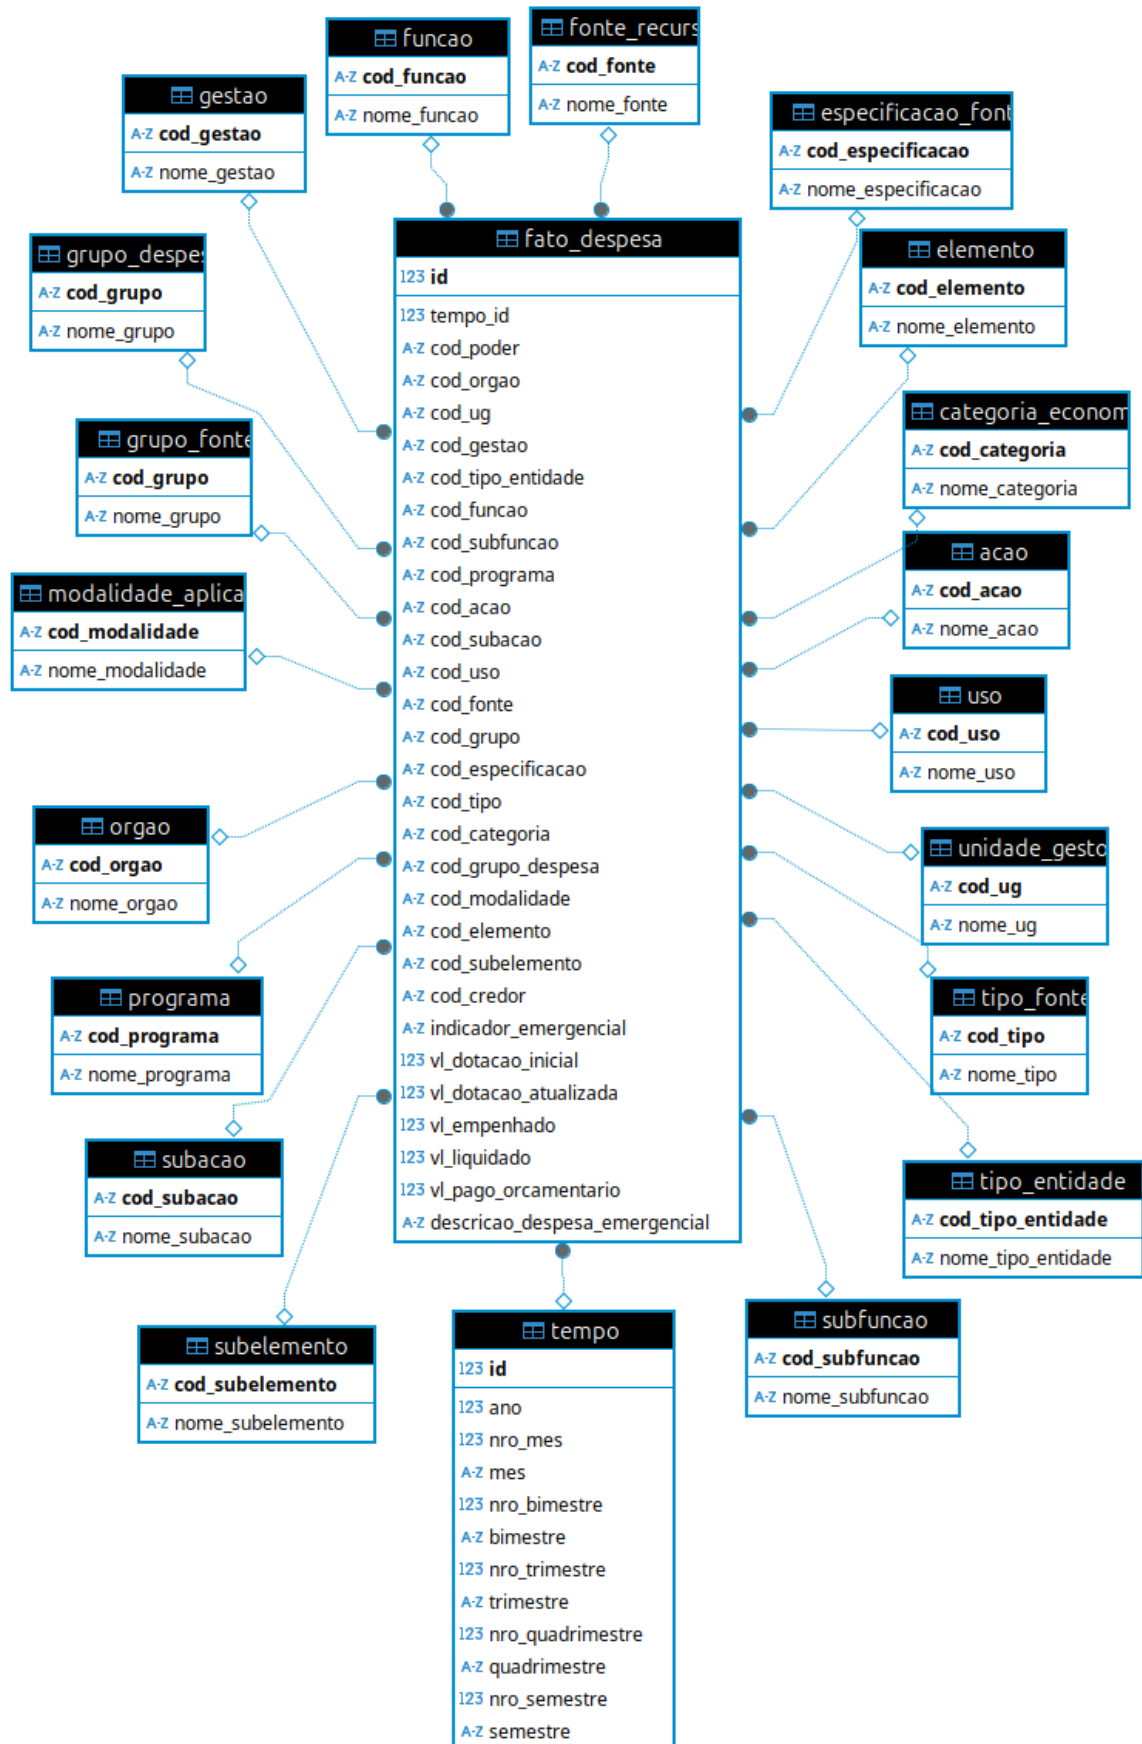 funcao
A-Z cod_funcao
A-Z nome_funcao
fonte_recurs
A-Z cod_fonte
A-Z nome_fonte
gestao
A-Z cod_gestao
A-Z nome_gestao
especificacao_font
A-Z cod_especificacao
A-Z nome_especificacao
grupo_despes
A-Z cod_grupo
A-Z nome_grupo
elemento
A-Z cod_elemento
A-Z nome_elemento
grupo_fonte
A-Z cod_grupo
A-Z nome_grupo
categoria_econom
A-Z cod_categoria
A-Z nome_categoria
modalidade_aplica
A-Z cod_modalidade
A-Z nome_modalidade
acao
A-Z cod_acao
A-Z nome_acao
uso
A-Z cod_uso
A-Z nome_uso
orgao
A-Z cod_orgao
A-Z nome_orgao
unidade_gesto
A-Z cod_ug
A-Z nome_ug
programa
A-Z cod_programa
A-Z nome_programa
tipo_fonte
A-Z cod_tipo
A-Z nome_tipo
subacao
A-Z cod_subacao
A-Z nome_subacao
tipo_entidade
A-Z cod_tipo_entidade
A-Z nome_tipo_entidade
subelemento
A-Z cod_subelemento
A-Z nome_subelemento
subfuncao
A-Z cod_subfuncao
A-Z nome_subfuncao
fato_despesa
123 id
123 tempo_id
A-Z cod_poder
A-Z cod_orgao
A-Z cod_ug
A-Z cod_gestao
A-Z cod_tipo_entidade
A-Z cod_funcao
A-Z cod_subfuncao
A-Z cod_programa
A-Z cod_acao
A-Z cod_subacao
A-Z cod_uso
A-Z cod_fonte
A-Z cod_grupo
A-Z cod_especificacao
A-Z cod_tipo
A-Z cod_categoria
A-Z cod_grupo_despesa
A-Z cod_modalidade
A-Z cod_elemento
A-Z cod_subelemento
A-Z cod_credor
A-Z indicador_emergencial
123 vl_dotacao_inicial
123 vl_dotacao_atualizada
123 vl_empenhado
123 vl_liquidado
123 vl_pago_orcamentario
A-Z descricao_despesa_emergencial
tempo
123 id
123 ano
123 nro_mes
A-Z mes
123 nro_bimestre
A-Z bimestre
123 nro_trimestre
A-Z trimestre
123 nro_quadrimestre
A-Z quadrimestre
123 nro_semestre
A-Z semestre